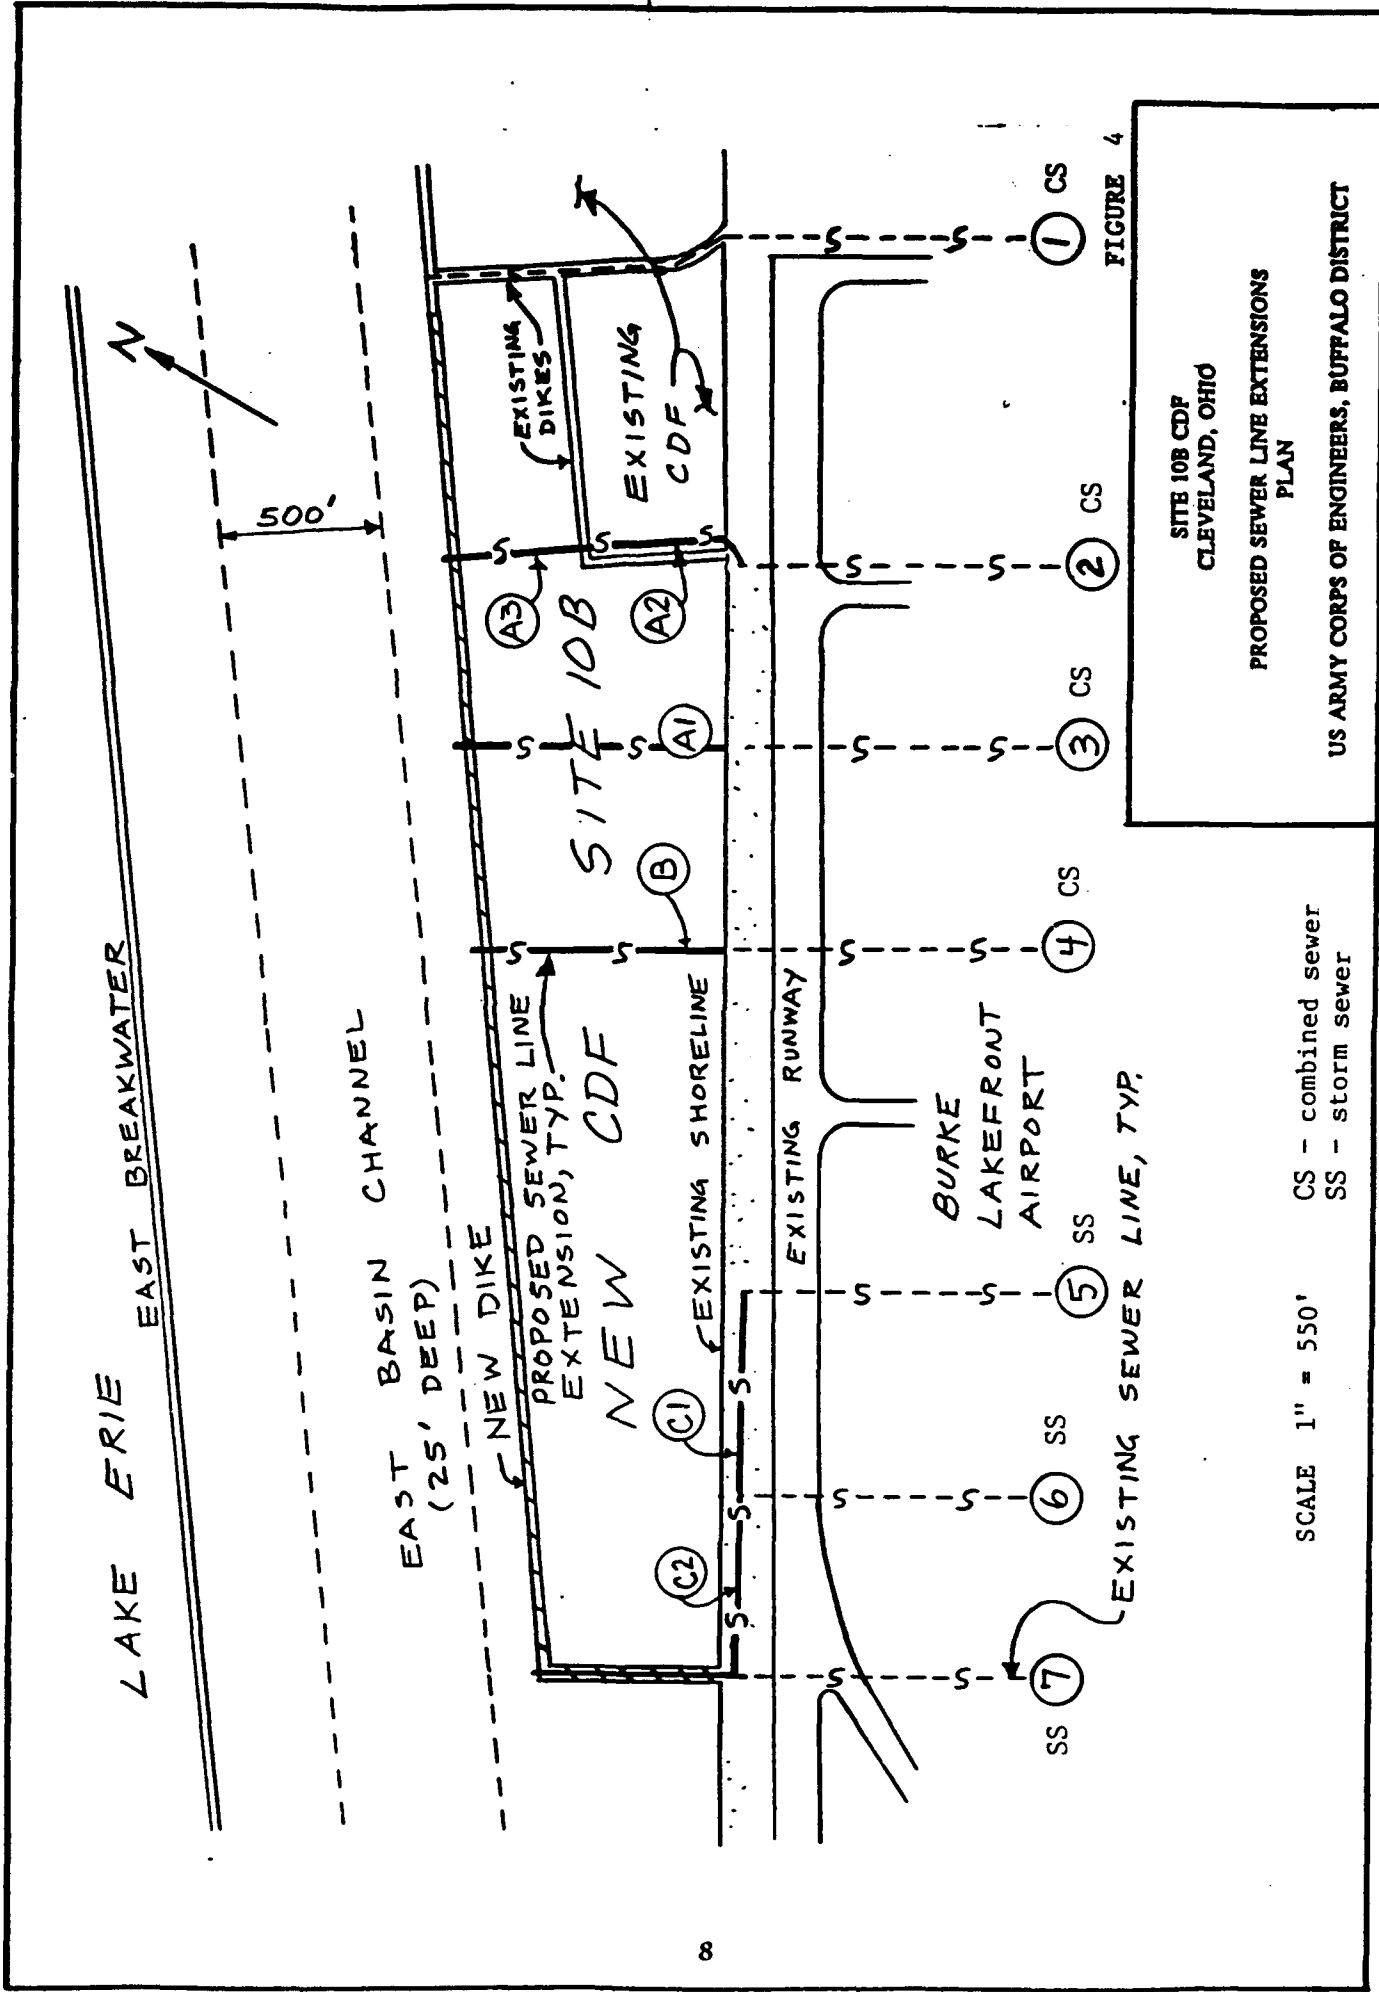 LAKE ERIE
EAST BREAKWATER
N
500'
EAST BASIN CHANNEL
(25' DEEP)
NEW DIKE
PROPOSED SEWER LINE
EXTENSION, TYP.
NEW CDF
SITE 10B
EXISTING
DIKES
EXISTING
CDF
A3
A2
A1
B
C1
C2
S S S S S S S S S S
EXISTING SHORELINE
EXISTING RUNWAY
BURKE
LAKEFRONT
AIRPORT
S S S S S S S S S S S S S S
SS 7
6 SS
5 SS
4 CS
3 CS
2 CS
1 CS
EXISTING SEWER LINE, TYP.
FIGURE 4
SCALE 1" = 550'
CS - combined sewer
SS - storm sewer
SITE 10B CDF
CLEVELAND, OHIO
PROPOSED SEWER LINE EXTENSIONS
PLAN
US ARMY CORPS OF ENGINEERS, BUFFALO DISTRICT
8